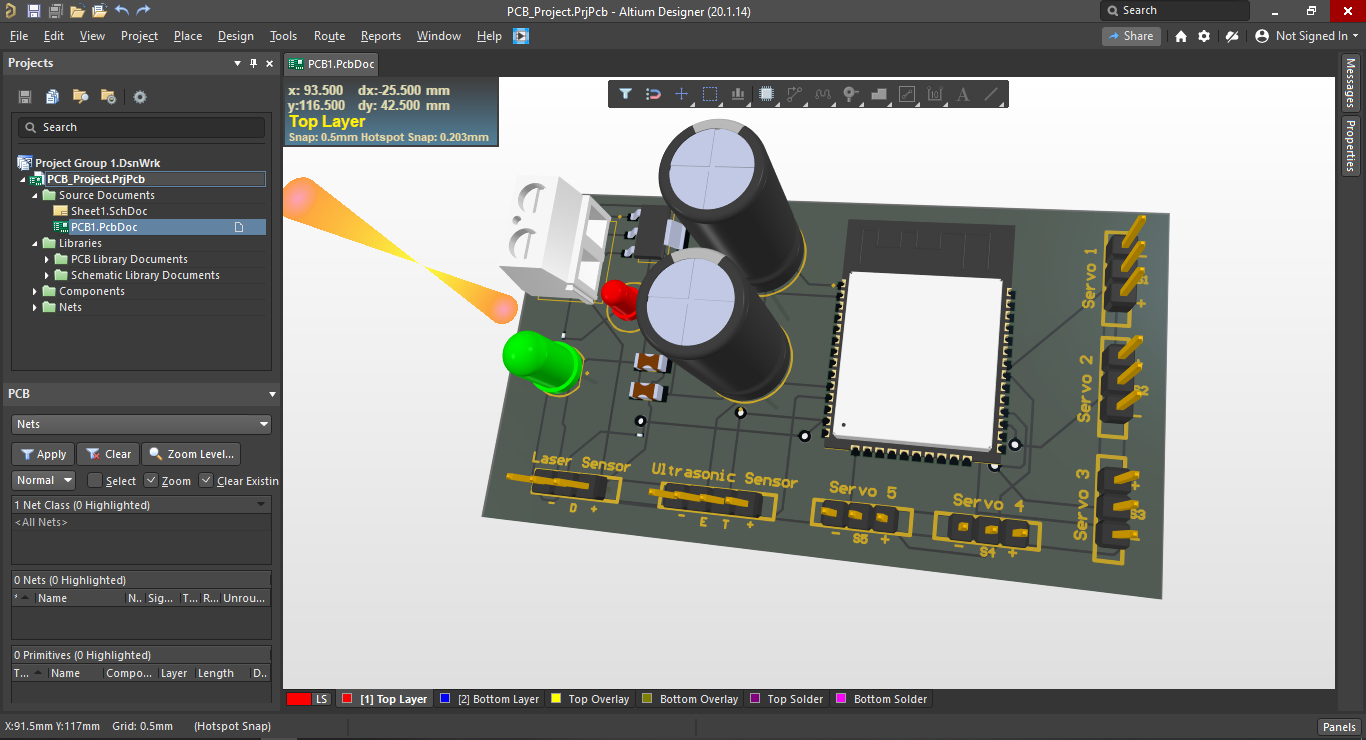 PCB_Project.PrjPcb - Altium Designer (20.1.14)
Search
File Edit View Project Place Design Tools Route Reports Window Help
Share
Not Signed In
Projects
PCB1.PcbDoc
Search
Project Group 1.DsnWrk
PCB_Project.PrjPcb
Source Documents
Sheet1.SchDoc
PCB1.PcbDoc
Libraries
PCB Library Documents
Schematic Library Documents
Components
Nets
PCB
Nets
Apply Clear Zoom Level...
Normal Select Zoom Clear Existin
1 Net Class (0 Highlighted)
<All Nets>
0 Nets (0 Highlighted)
* Name N.. Sig... T... R... Unrou...
0 Primitives (0 Highlighted)
T... Name Compo... Layer Length D..
x: 93.500 dx:-25.500 mm
y:116.500 dy: 42.500 mm
Top Layer
Snap: 0.5mm Hotspot Snap: 0.203mm
Servo 1
S1
+
Servo 2
S2
-
Servo 3
+
S3
-
Laser Sensor
- D +
Ultrasonic Sensor
- E T +
Servo 5
- S5 +
Servo 4
- S4 +
Messages
Properties
LS [1] Top Layer [2] Bottom Layer Top Overlay Bottom Overlay Top Solder Bottom Solder
X:91.5mm Y:117mm Grid: 0.5mm (Hotspot Snap)
Panels